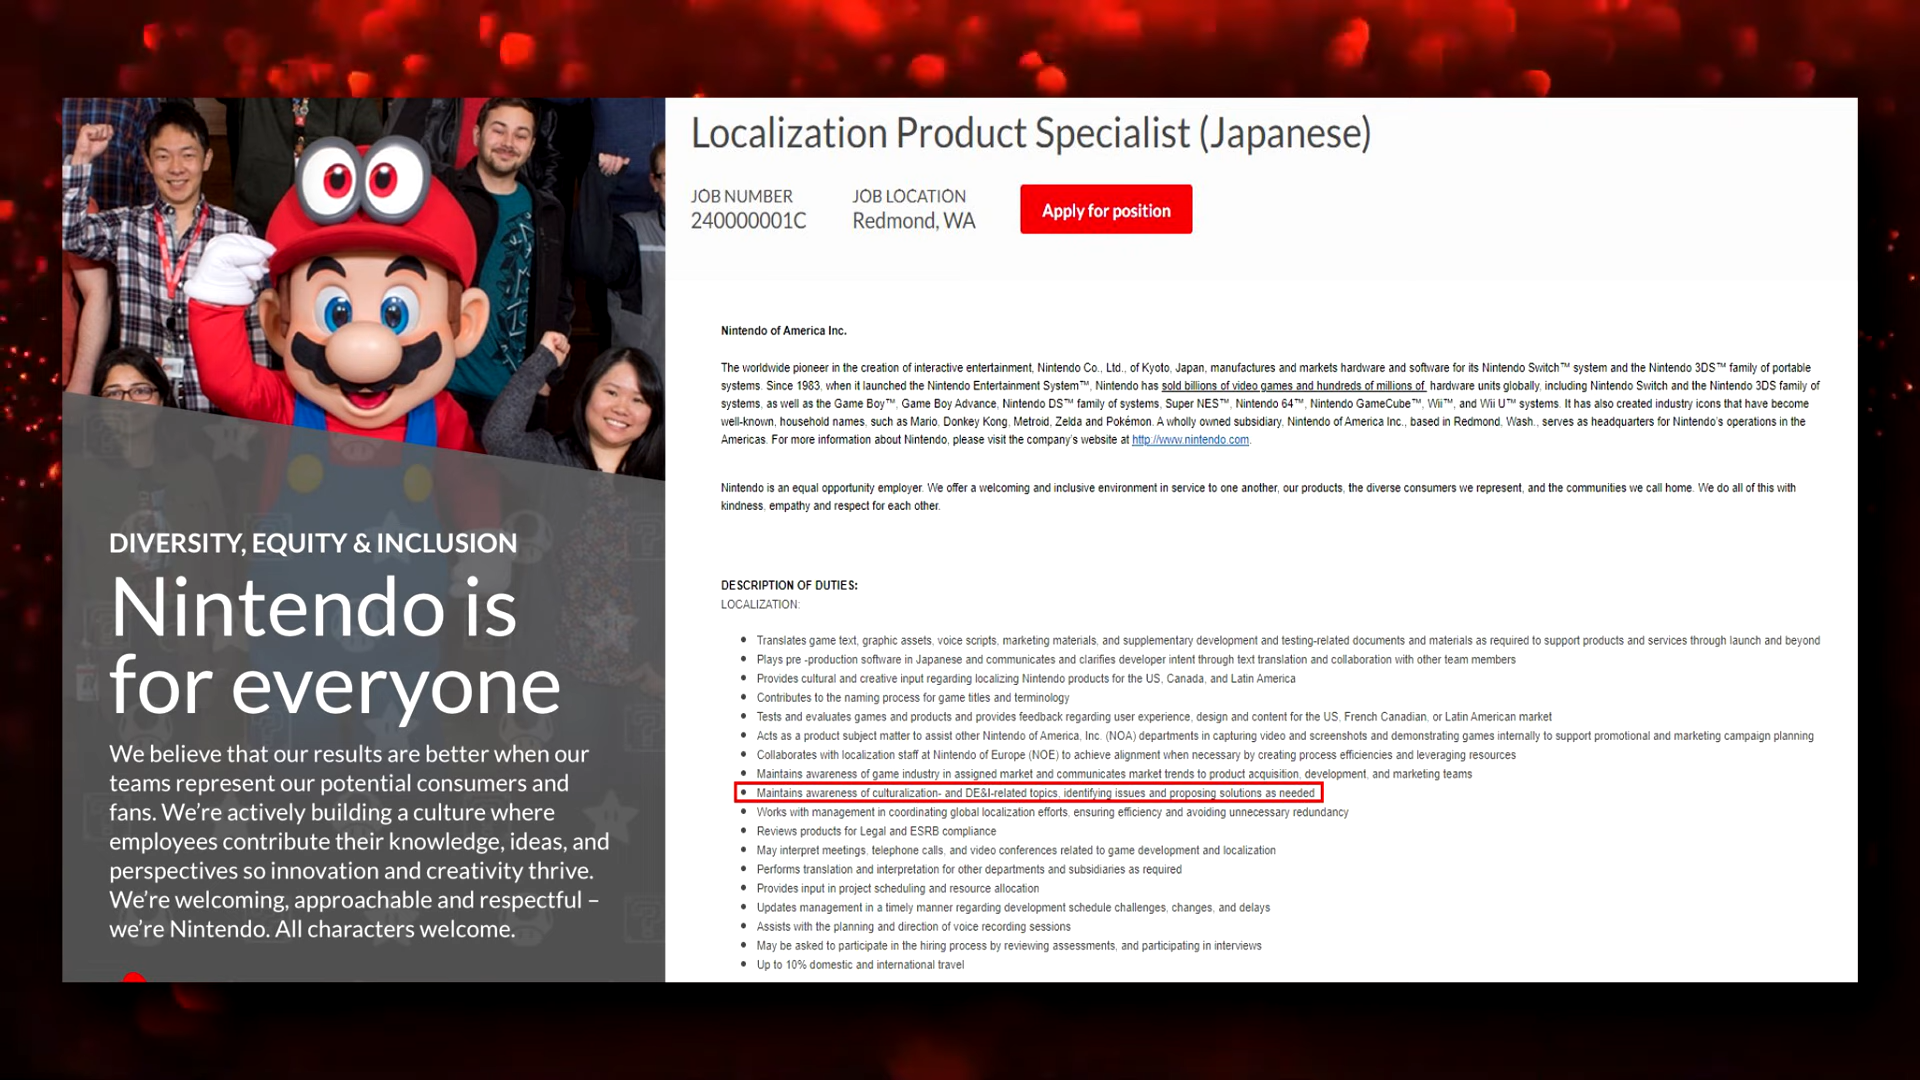 DIVERSITY, EQUITY & INCLUSION
Nintendo is
for everyone
We believe that our results are better when our
teams represent our potential consumers and
fans. We're actively building a culture where
employees contribute their knowledge, ideas, and
perspectives so innovation and creativity thrive.
We're welcoming, approachable and respectful –
we're Nintendo. All characters welcome.
Localization Product Specialist (Japanese)
JOB NUMBER
240000001C
JOB LOCATION
Redmond, WA
Apply for position
Nintendo of America Inc.
The worldwide pioneer in the creation of interactive entertainment, Nintendo Co., Ltd., of Kyoto, Japan, manufactures and markets hardware and software for its Nintendo Switch™ system and the Nintendo 3DS™ family of portable
systems. Since 1983, when it launched the Nintendo Entertainment System™, Nintendo has sold billions of video games and hundreds of millions of hardware units globally, including Nintendo Switch and the Nintendo 3DS family of
systems, as well as the Game Boy™, Game Boy Advance, Nintendo DS™ family of systems, Super NES™, Nintendo 64™, Nintendo GameCube™, Wii™, and Wii U™ systems. It has also created industry icons that have become
well-known, household names, such as Mario, Donkey Kong, Metroid, Zelda and Pokémon. A wholly owned subsidiary, Nintendo of America Inc., based in Redmond, Wash., serves as headquarters for Nintendo's operations in the
Americas. For more information about Nintendo, please visit the company's website at http://www.nintendo.com.
Nintendo is an equal opportunity employer. We offer a welcoming and inclusive environment in service to one another, our products, the diverse consumers we represent, and the communities we call home. We do all of this with
kindness, empathy and respect for each other.
DESCRIPTION OF DUTIES:
LOCALIZATION:
• Translates game text, graphic assets, voice scripts, marketing materials, and supplementary development and testing-related documents and materials as required to support products and services through launch and beyond
• Plays pre -production software in Japanese and communicates and clarifies developer intent through text translation and collaboration with other team members
• Provides cultural and creative input regarding localizing Nintendo products for the US, Canada, and Latin America
• Contributes to the naming process for game titles and terminology
• Tests and evaluates games and products and provides feedback regarding user experience, design and content for the US, French Canadian, or Latin American market
• Acts as a product subject matter to assist other Nintendo of America, Inc. (NOA) departments in capturing video and screenshots and demonstrating games internally to support promotional and marketing campaign planning
• Collaborates with localization staff at Nintendo of Europe (NOE) to achieve alignment when necessary by creating process efficiencies and leveraging resources
• Maintains awareness of game industry in assigned market and communicates market trends to product acquisition, development, and marketing teams
• Maintains awareness of culturalization- and DE&I-related topics, identifying issues and proposing solutions as needed
• Works with management in coordinating global localization efforts, ensuring efficiency and avoiding unnecessary redundancy
• Reviews products for Legal and ESRB compliance
• May interpret meetings, telephone calls, and video conferences related to game development and localization
• Performs translation and interpretation for other departments and subsidiaries as required
• Provides input in project scheduling and resource allocation
• Updates management in a timely manner regarding development schedule challenges, changes, and delays
• Assists with the planning and direction of voice recording sessions
• May be asked to participate in the hiring process by reviewing assessments, and participating in interviews
• Up to 10% domestic and international travel